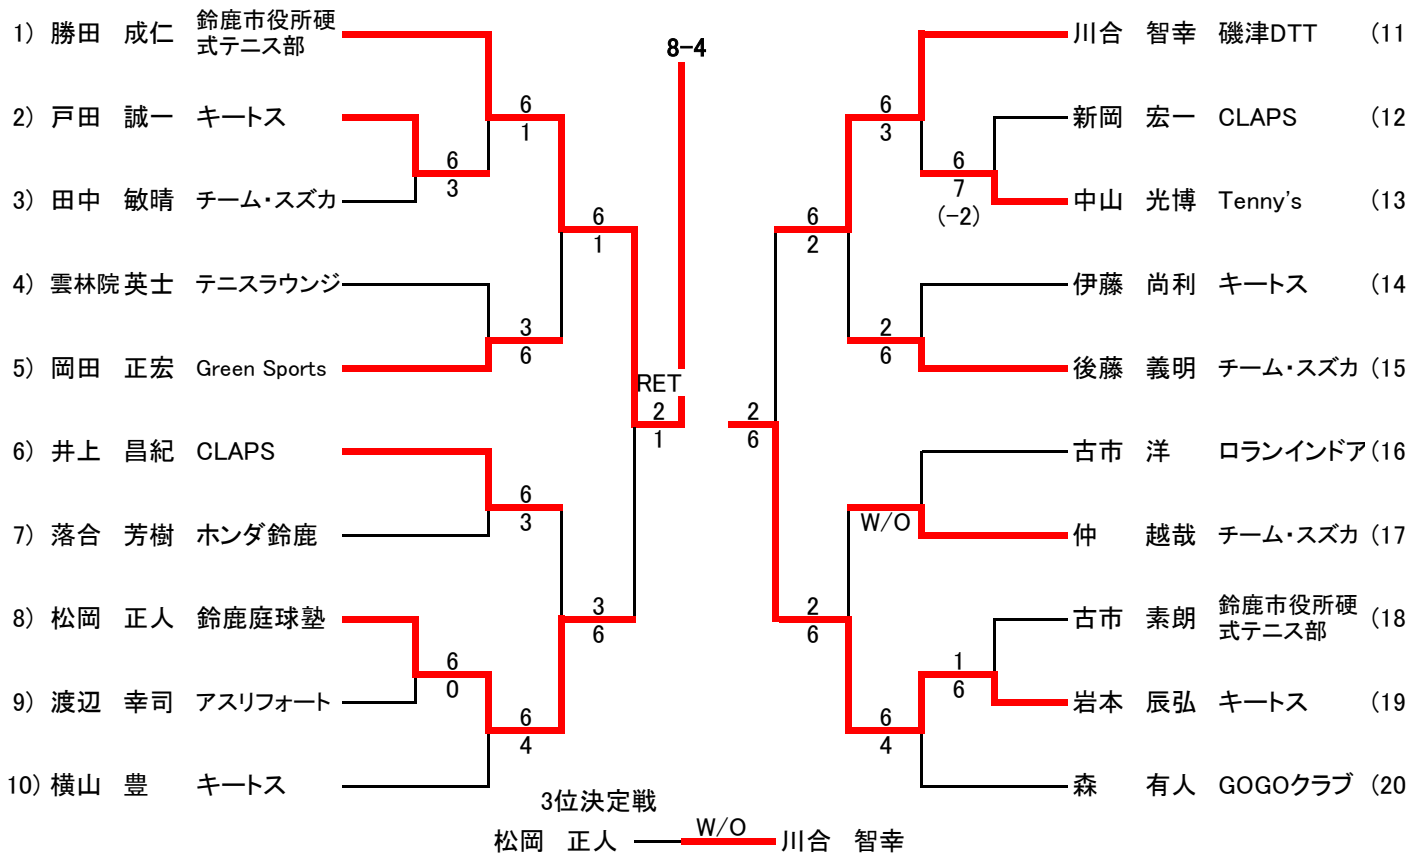 1) 勝田 成仁 鈴鹿市役所硬式テニス部
2) 戸田 誠一 キートス
3) 田中 敏晴 チーム・スズカ
4) 雲林院 英士 テニスラウンジ
5) 岡田 正宏 Green Sports
6) 井上 昌紀 CLAPS
7) 落合 芳樹 ホンダ鈴鹿
8) 松岡 正人 鈴鹿庭球塾
9) 渡辺 幸司 アスリフォート
10) 横山 豊 キートス
6
3
6
1
3
6
6
3
6
0
6
4
6
1
3
6
RET
2
1
8-4
2
6
6
2
2
6
6
3
2
6
W/O
6
4
6
7
(-2)
1
6
川合 智幸 磯津DTT (11
新岡 宏一 CLAPS (12
中山 光博 Tenny's (13
伊藤 尚利 キートス (14
後藤 義明 チーム・スズカ (15
古市 洋 ロランインドア (16
仲 越哉 チーム・スズカ (17
古市 素朗 鈴鹿市役所硬式テニス部 (18
岩本 辰弘 キートス (19
森 有人 GOGOクラブ (20
3位決定戦
松岡 正人 W/O 川合 智幸